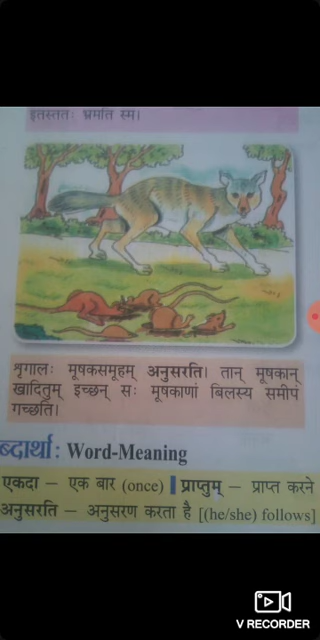 इतस्ततः भ्रमति स्म।
शृगालः मूषकसमूहम् अनुसरति। तान् मूषकान्
खादितुम् इच्छन् सः मूषकाणां बिलस्य समीपं
गच्छति।
ब्दार्थाः Word-Meaning
एकदा – एक बार (once) प्राप्तुम् – प्राप्त करने
अनुसरति – अनुसरण करता है [(he/she) follows]
V RECORDER